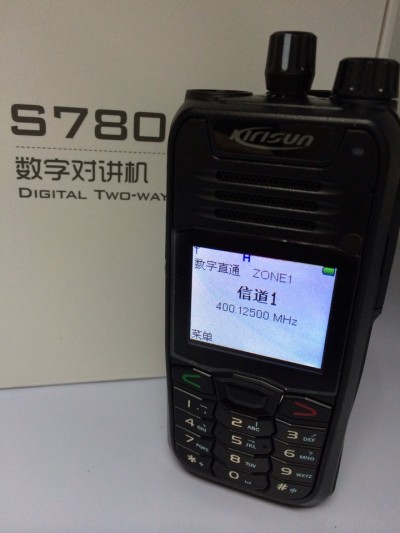 S780
数字对讲机
DIGITAL TWO-WAY
KIRISUN
H
数字直通 ZONE1
信道1
400.12500 MHz
菜单
1
2 ABC
3 DEF
4 GHI
5 JKL
6 MNO
7 PQRS
8 TUV
9 WXYZ
*
0
#